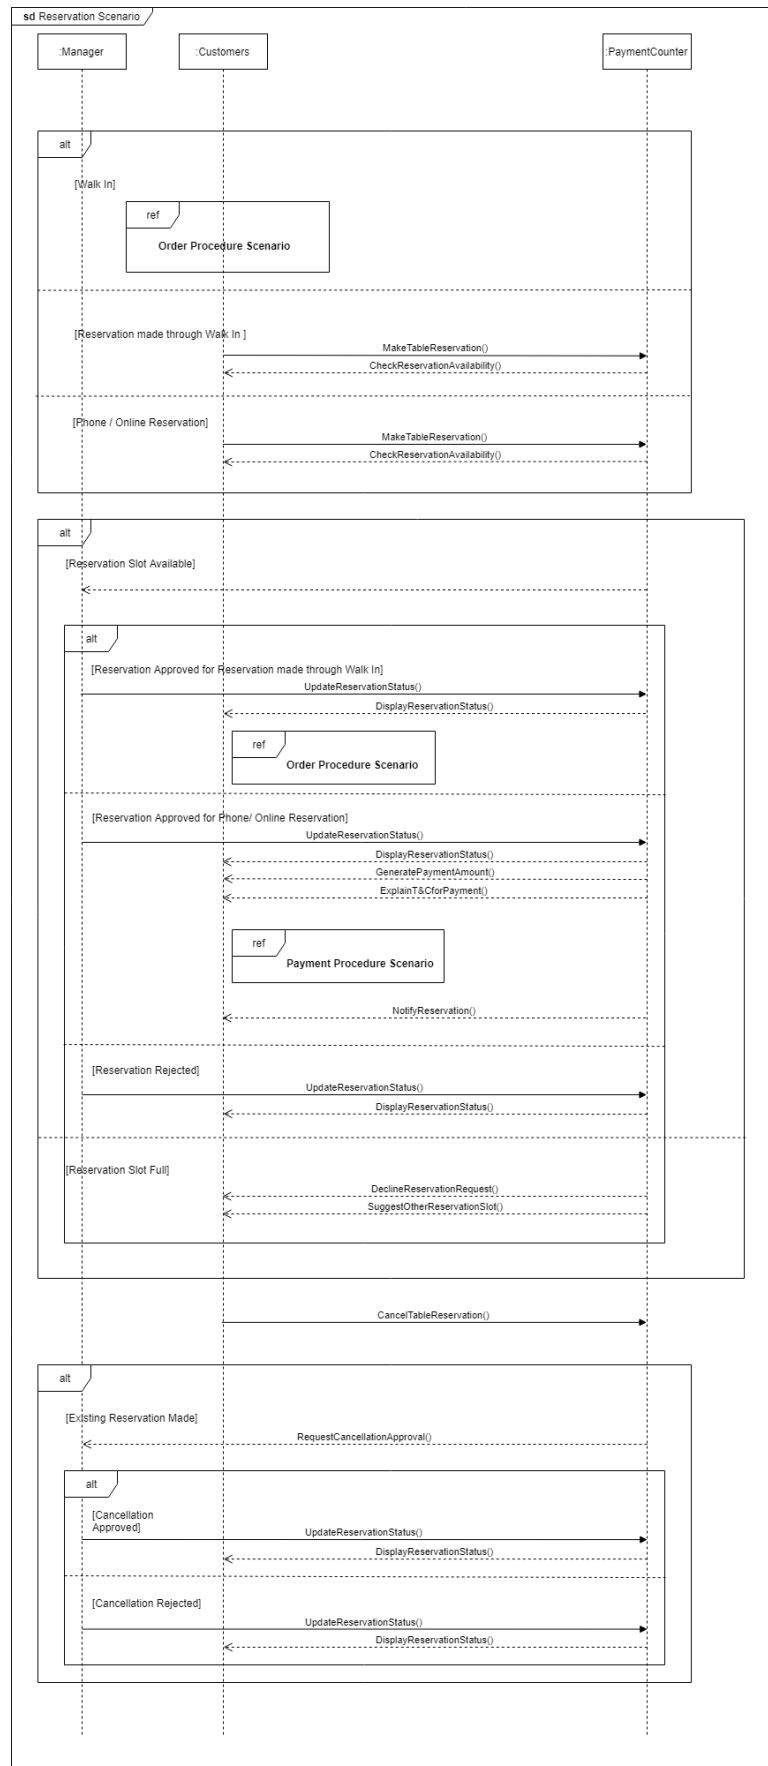 sd Reservation Scenario
:Manager
:Customers
:PaymentCounter
alt
[Walk In]
ref
Order Procedure Scenario
[Reservation made through Walk In ]
MakeTableReservation()
CheckReservationAvailability()
[Phone / Online Reservation]
MakeTableReservation()
CheckReservationAvailability()
alt
[Reservation Slot Available]
alt
[Reservation Approved for Reservation made through Walk In]
UpdateReservationStatus()
DisplayReservationStatus()
ref
Order Procedure Scenario
[Reservation Approved for Phone/ Online Reservation]
UpdateReservationStatus()
DisplayReservationStatus()
GeneratePaymentAmount()
ExplainT&CforPayment()
ref
Payment Procedure Scenario
NotifyReservation()
[Reservation Rejected]
UpdateReservationStatus()
DisplayReservationStatus()
[Reservation Slot Full]
DeclineReservationRequest()
SuggestOtherReservationSlot()
CancelTableReservation()
alt
[Existing Reservation Made]
RequestCancellationApproval()
alt
[Cancellation
Approved]
UpdateReservationStatus()
DisplayReservationStatus()
[Cancellation Rejected]
UpdateReservationStatus()
DisplayReservationStatus()